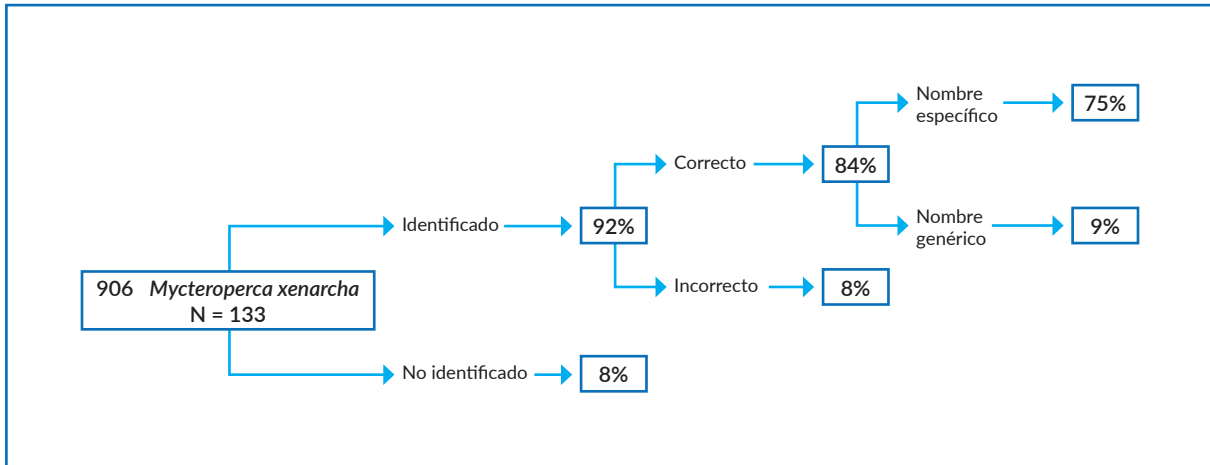 Nombre
específico
75%
Correcto
84%
Identificado
92%
Nombre
genérico
9%
906 Mycteroperca xenarcha
N = 133
Incorrecto
8%
No identificado
8%